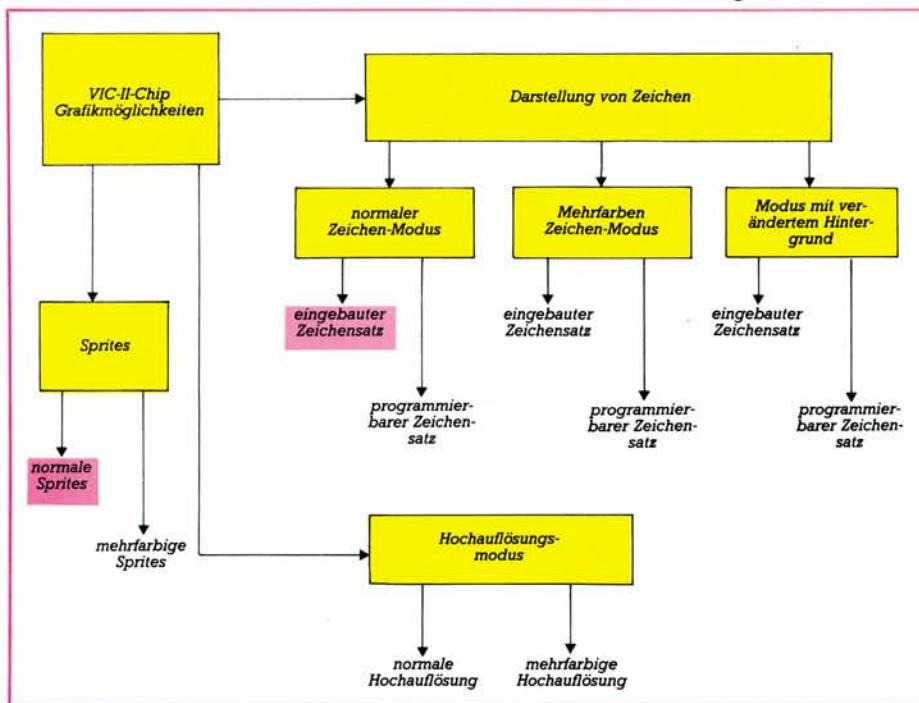 VIC-II-Chip
Grafikmöglichkeiten
Darstellung von Zeichen
normaler
Zeichen-Modus
Mehrfarben
Zeichen-Modus
Modus mit ver-
ändertem Hinter-
grund
eingebauter
Zeichensatz
eingebauter
Zeichensatz
eingebauter
Zeichensatz
Sprites
programmier-
barer Zeichen-
satz
programmier-
barer Zeichen-
satz
programmier-
barer Zeichen-
satz
normale
Sprites
mehrfarbige
Sprites
Hochauflösungs-
modus
normale
Hochauflösung
mehrfarbige
Hochauflösung